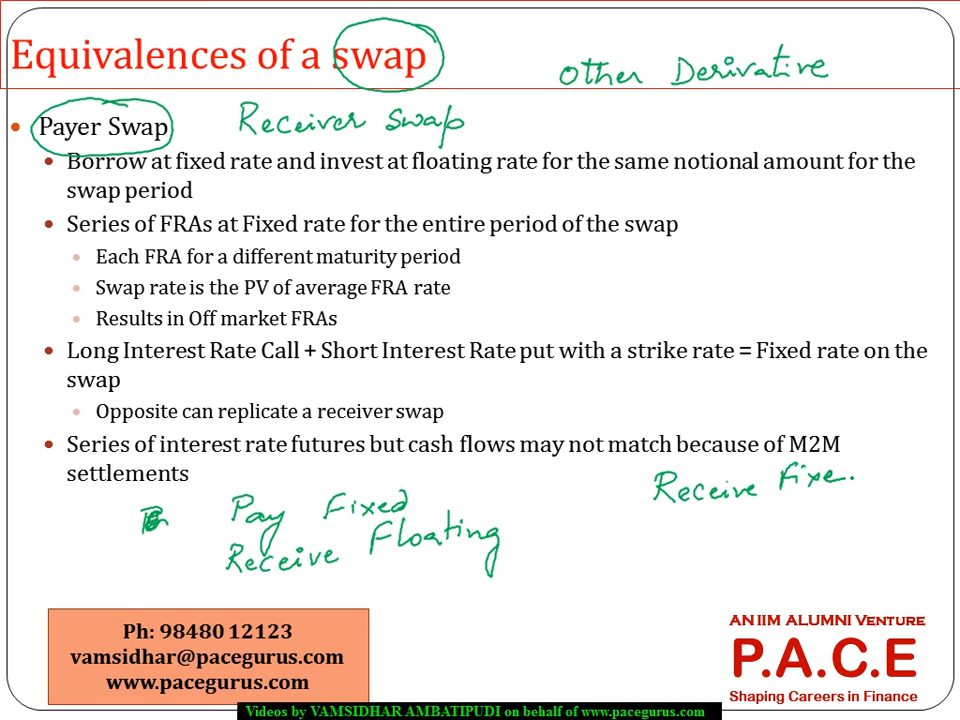 Equivalences of a swap
Other Derivative
Payer Swap
Receiver Swap
Borrow at fixed rate and invest at floating rate for the same notional amount for the
swap period
Series of FRAs at Fixed rate for the entire period of the swap
Each FRA for a different maturity period
Swap rate is the PV of average FRA rate
Results in Off market FRAs
Long Interest Rate Call + Short Interest Rate put with a strike rate = Fixed rate on the
swap
Opposite can replicate a receiver swap
Series of interest rate futures but cash flows may not match because of M2M
settlements
Receive Fixe.
Pay Fixed
Receive Floating
Ph: 98480 12123
vamsidhar@pacegurus.com
www.pacegurus.com
AN IIM ALUMNI VENTURE
P.A.C.E
Shaping Careers in Finance
Videos by VAMSIDHAR AMBATIPUDI on behalf of www.pacegurus.com